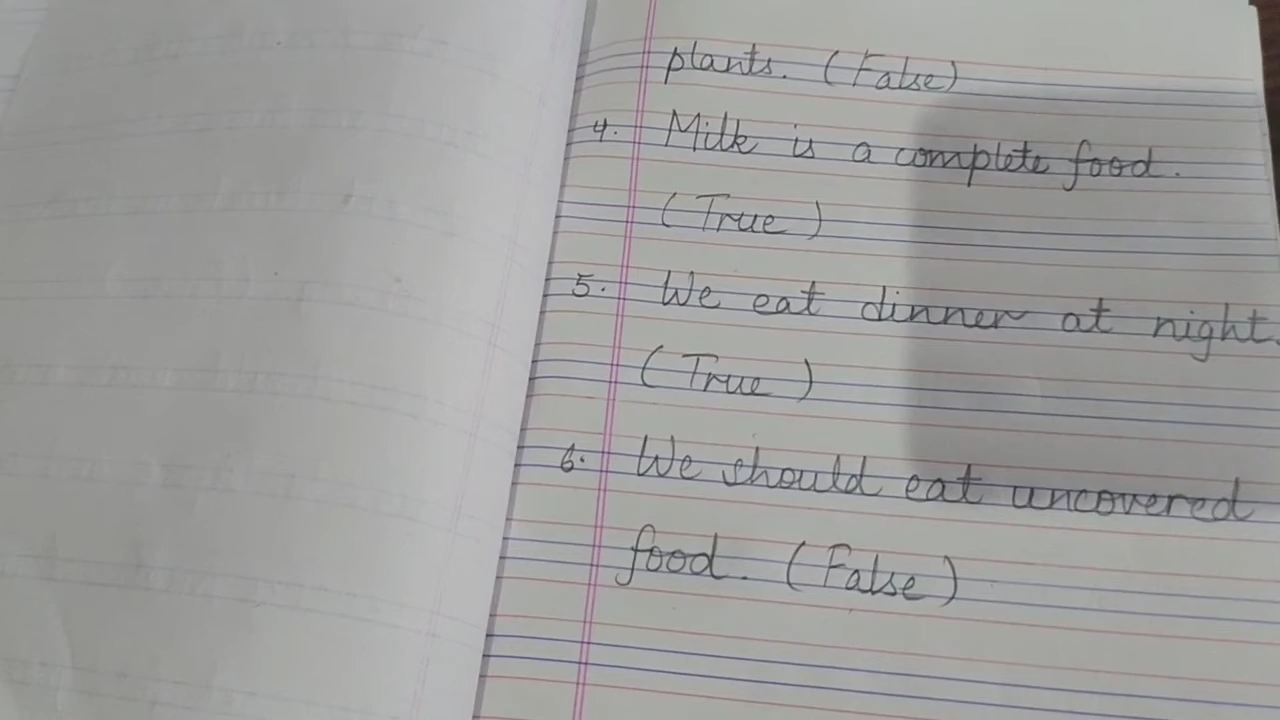 plants. (False)
4. Milk is a complete food.
(True)
5. We eat dinner at night.
(True)
6. We should eat uncovered
food. (False)